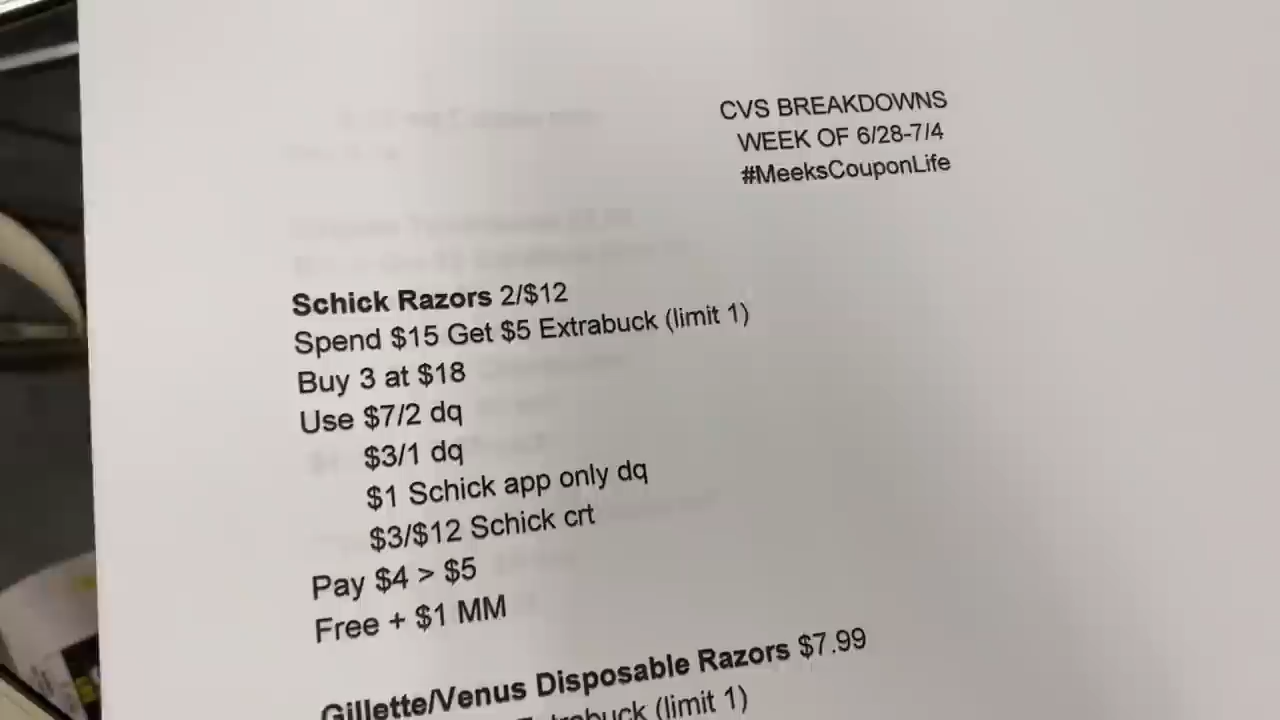 CVS BREAKDOWNS
WEEK OF 6/28-7/4
#MeeksCouponLife
Schick Razors 2/$12
Spend $15 Get $5 Extrabuck (limit 1)
Buy 3 at $18
Use $7/2 dq
$3/1 dq
$1 Schick app only dq
$3/$12 Schick crt
Pay $4 > $5
Free + $1 MM
Gillette/Venus Disposable Razors $7.99
Extrabuck (limit 1)